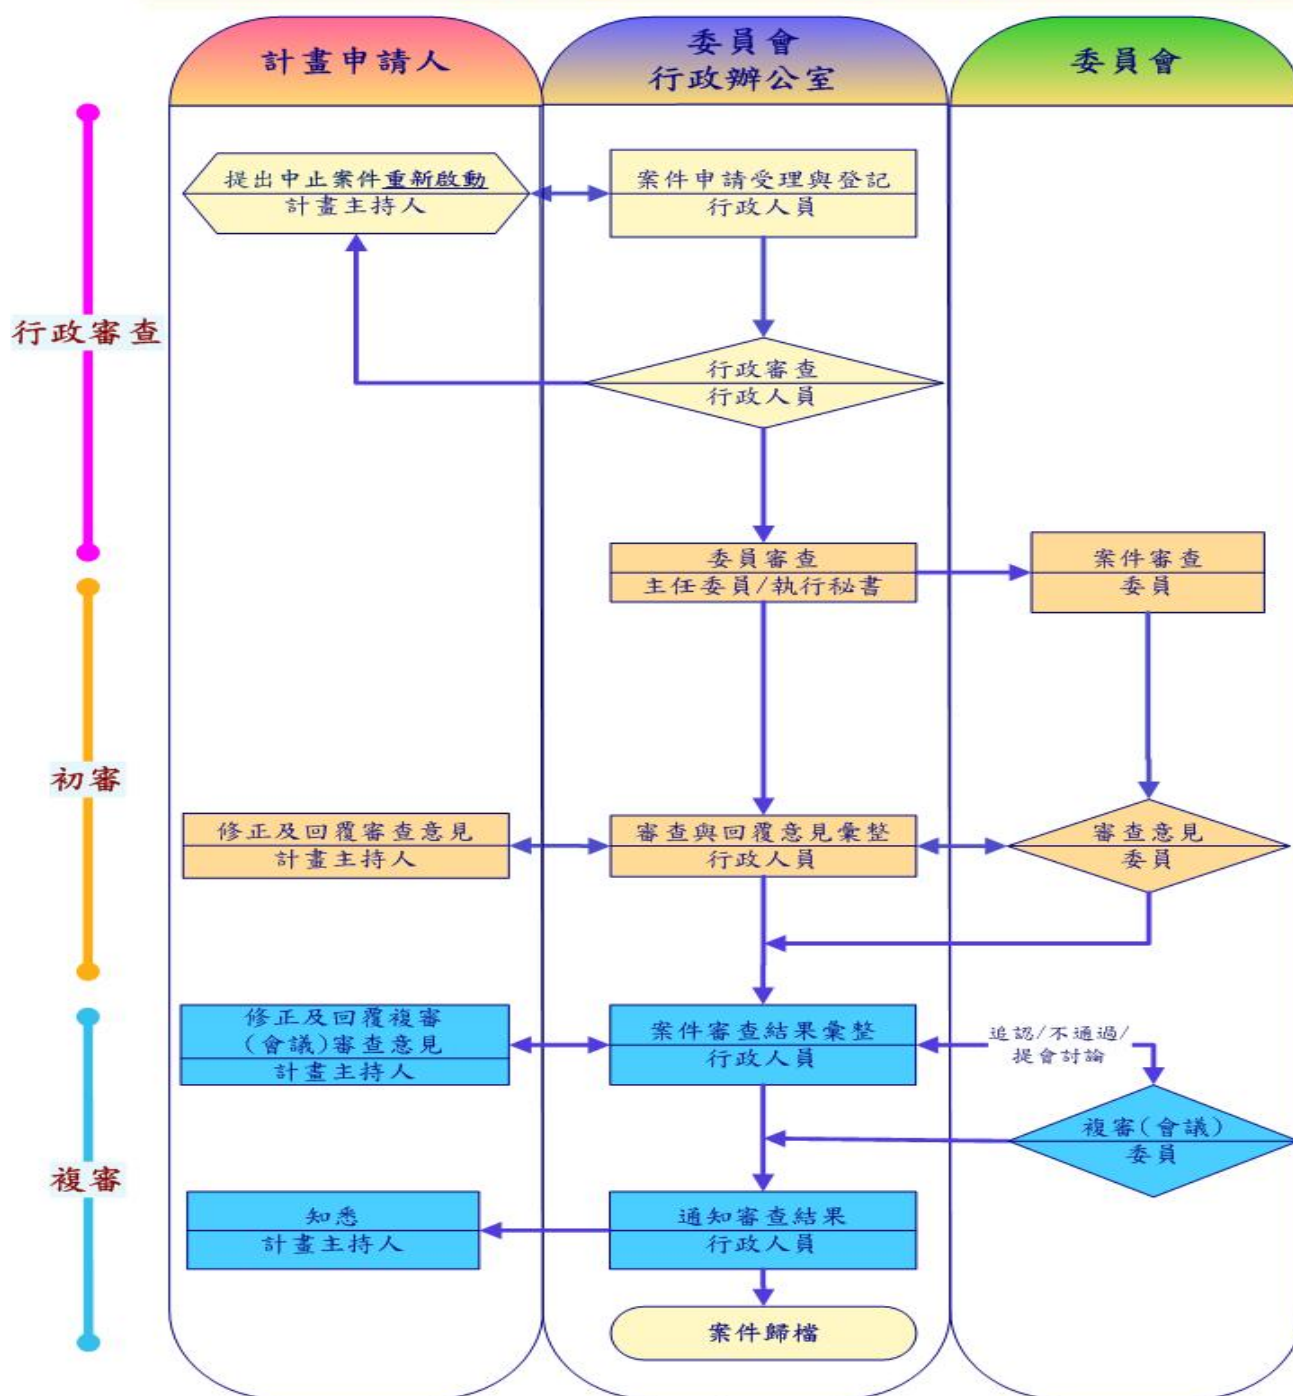 計畫申請人
委員會
行政辦公室
委員會
行政審查
提出中止案件重新啟動
計畫主持人
案件申請受理與登記
行政人員
行政審查
行政人員
初審
委員審查
主任委員/執行秘書
案件審查
委員
修正及回覆審查意見
計畫主持人
審查與回覆意見彙整
行政人員
審查意見
委員
複審
修正及回覆複審
(會議)審查意見
計畫主持人
案件審查結果彙整
行政人員
追認/不通過/
提會討論
複審(會議)
委員
知悉
計畫主持人
通知審查結果
行政人員
案件歸檔